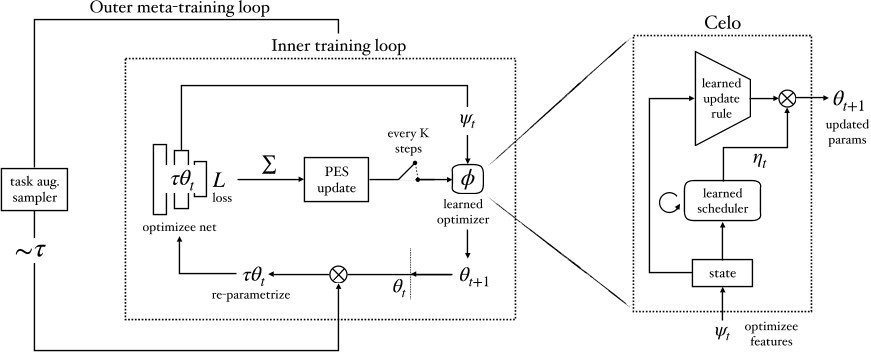 Outer meta-training loop
Inner training loop
task aug.
sampler
~τ
τθt
L
loss
optimizee net
Σ
PES
update
every K
steps
ψt
ϕ
learned
optimizer
θt+1
θt
τθt
re-parametrize
Celo
learned
update
rule
θt+1
updated
params
ηt
learned
scheduler
state
ψt
optimizee
features